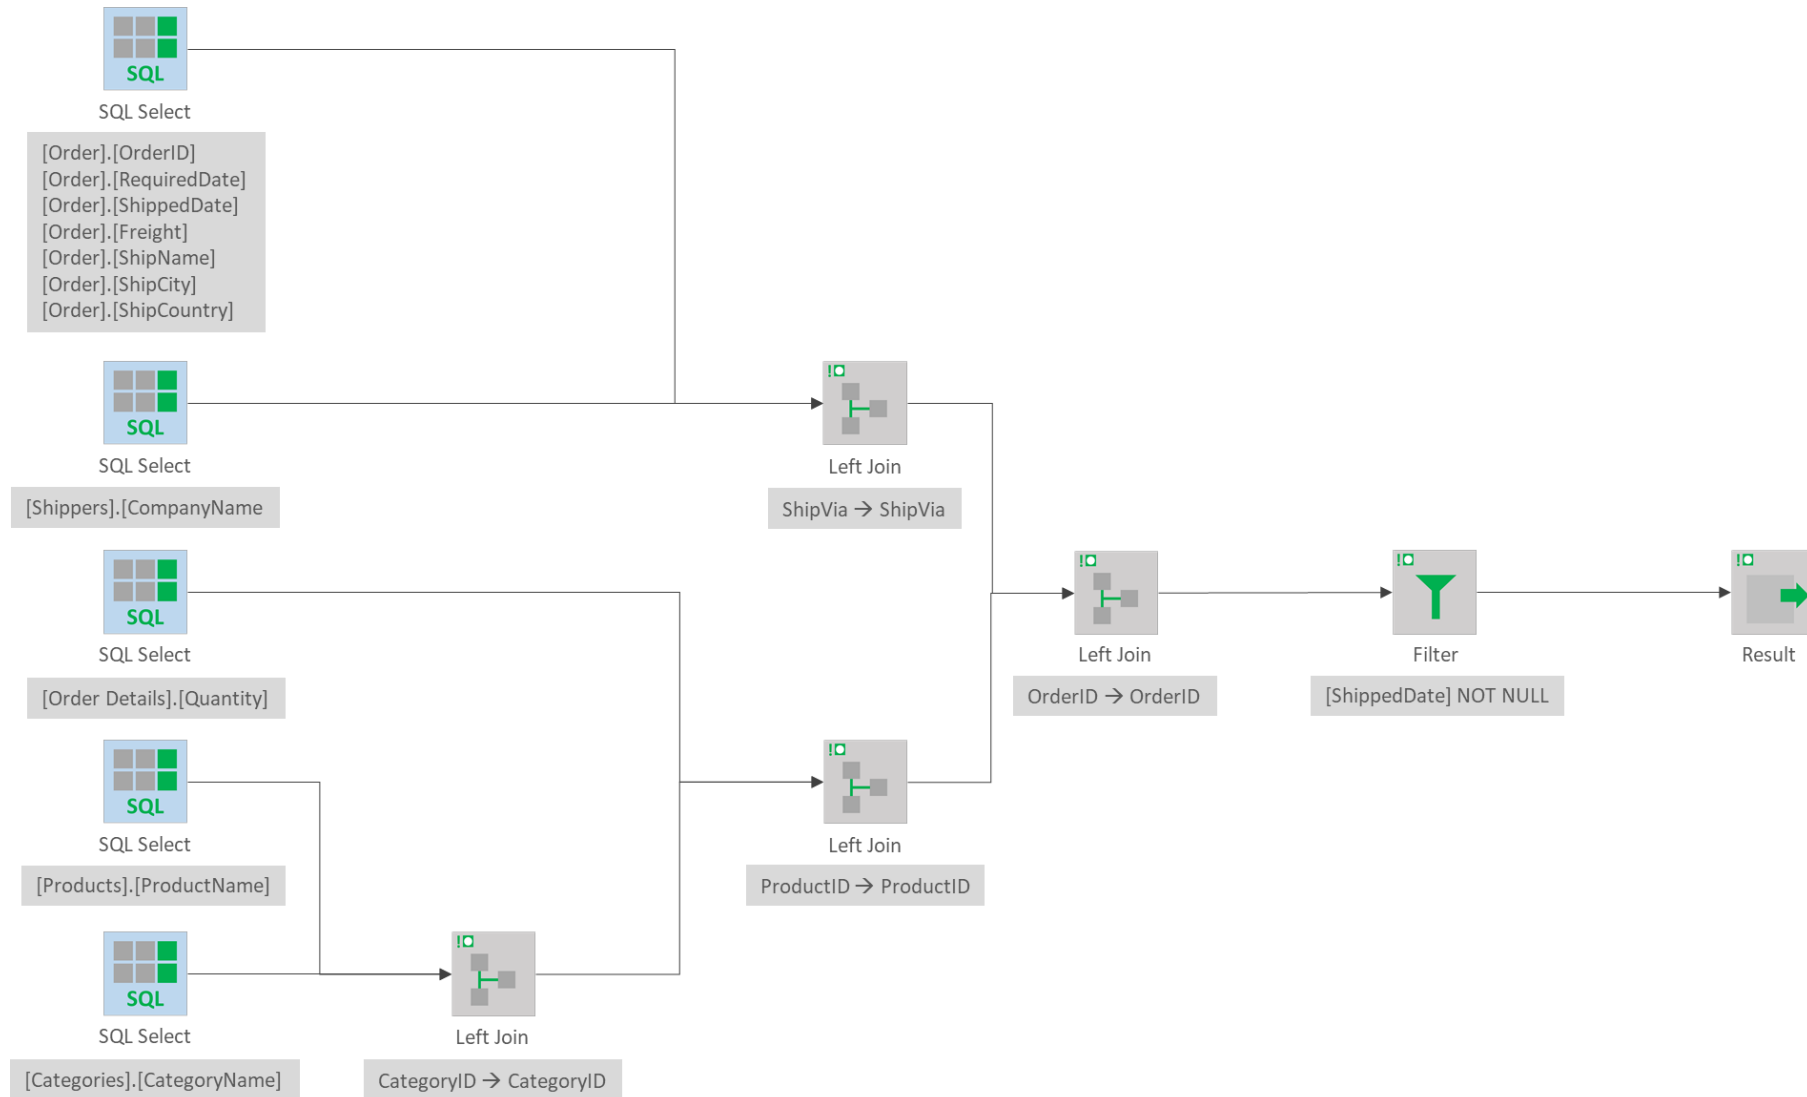 SQL
SQL Select
[Order].[OrderID]
[Order].[RequiredDate]
[Order].[ShippedDate]
[Order].[Freight]
[Order].[ShipName]
[Order].[ShipCity]
[Order].[ShipCountry]
SQL
SQL Select
[Shippers].[CompanyName
Left Join
ShipVia → ShipVia
SQL
SQL Select
[Order Details].[Quantity]
Left Join
OrderID → OrderID
Filter
[ShippedDate] NOT NULL
Result
SQL
SQL Select
[Products].[ProductName]
Left Join
ProductID → ProductID
SQL
SQL Select
[Categories].[CategoryName]
Left Join
CategoryID → CategoryID